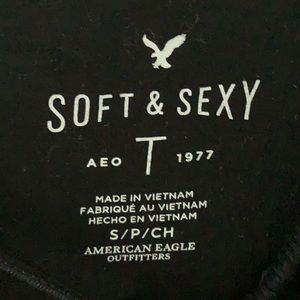 SOFT & SEXY
AEO T 1977
MADE IN VIETNAM
FABRIQUÉ AU VIETNAM
HECHO EN VIETNAM
S/P/CH
AMERICAN EAGLE
OUTFITTERS